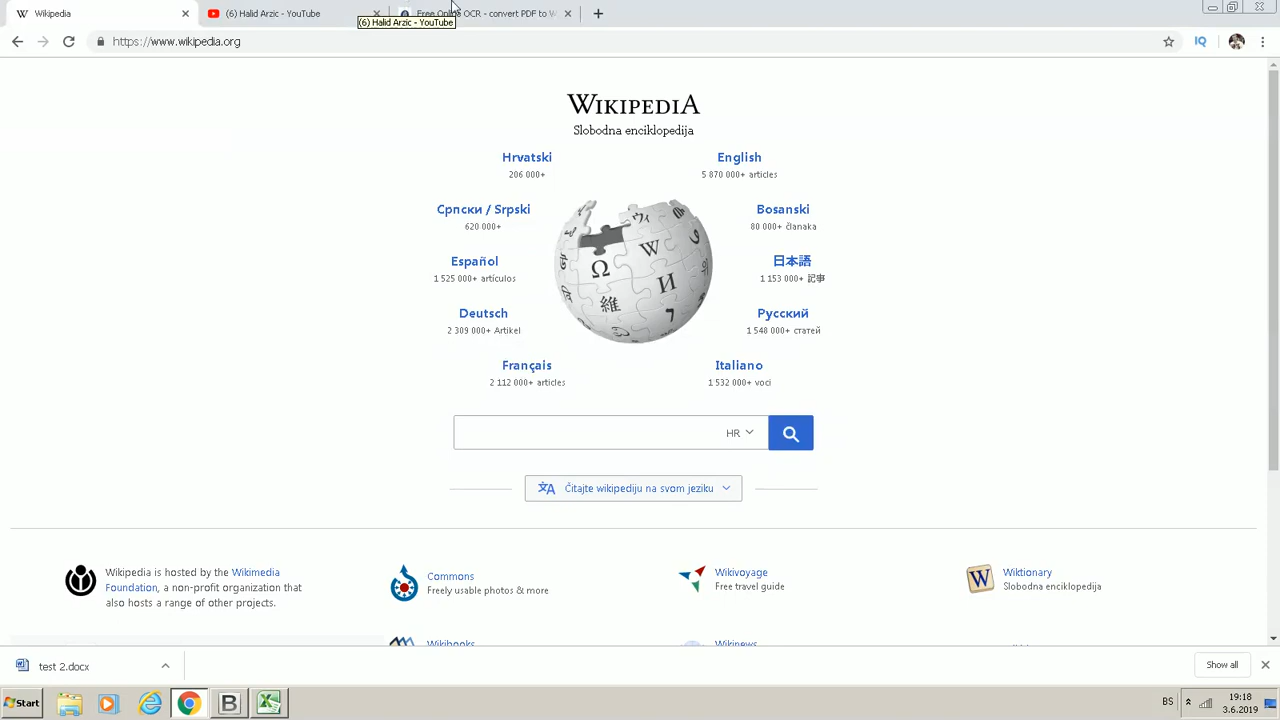 Wikipedia
(6) Halid Arzic - YouTube
Free Online OCR - convert PDF to W
(6) Halid Arzic - YouTube
https://www.wikipedia.org
WIKIPEDIA
Slobodna enciklopedija
Hrvatski
206 000+
English
5 870 000+ articles
Српски / Srpski
620 000+
Bosanski
80 000+ članaka
Español
1 525 000+ artículos
日本語
1 153 000+ 記事
Deutsch
2 309 000+ Artikel
Русский
1 548 000+ статей
Français
2 112 000+ articles
Italiano
1 532 000+ voci
HR
Čitajte wikipediju na svom jeziku
Wikipedia is hosted by the Wikimedia
Foundation, a non-profit organization that
also hosts a range of other projects.
Commons
Freely usable photos & more
Wikivoyage
Free travel guide
Wiktionary
Slobodna enciklopedija
Wikibooks
Wikinews
test 2.docx
Show all
Start
BS
19:18
3.6.2019